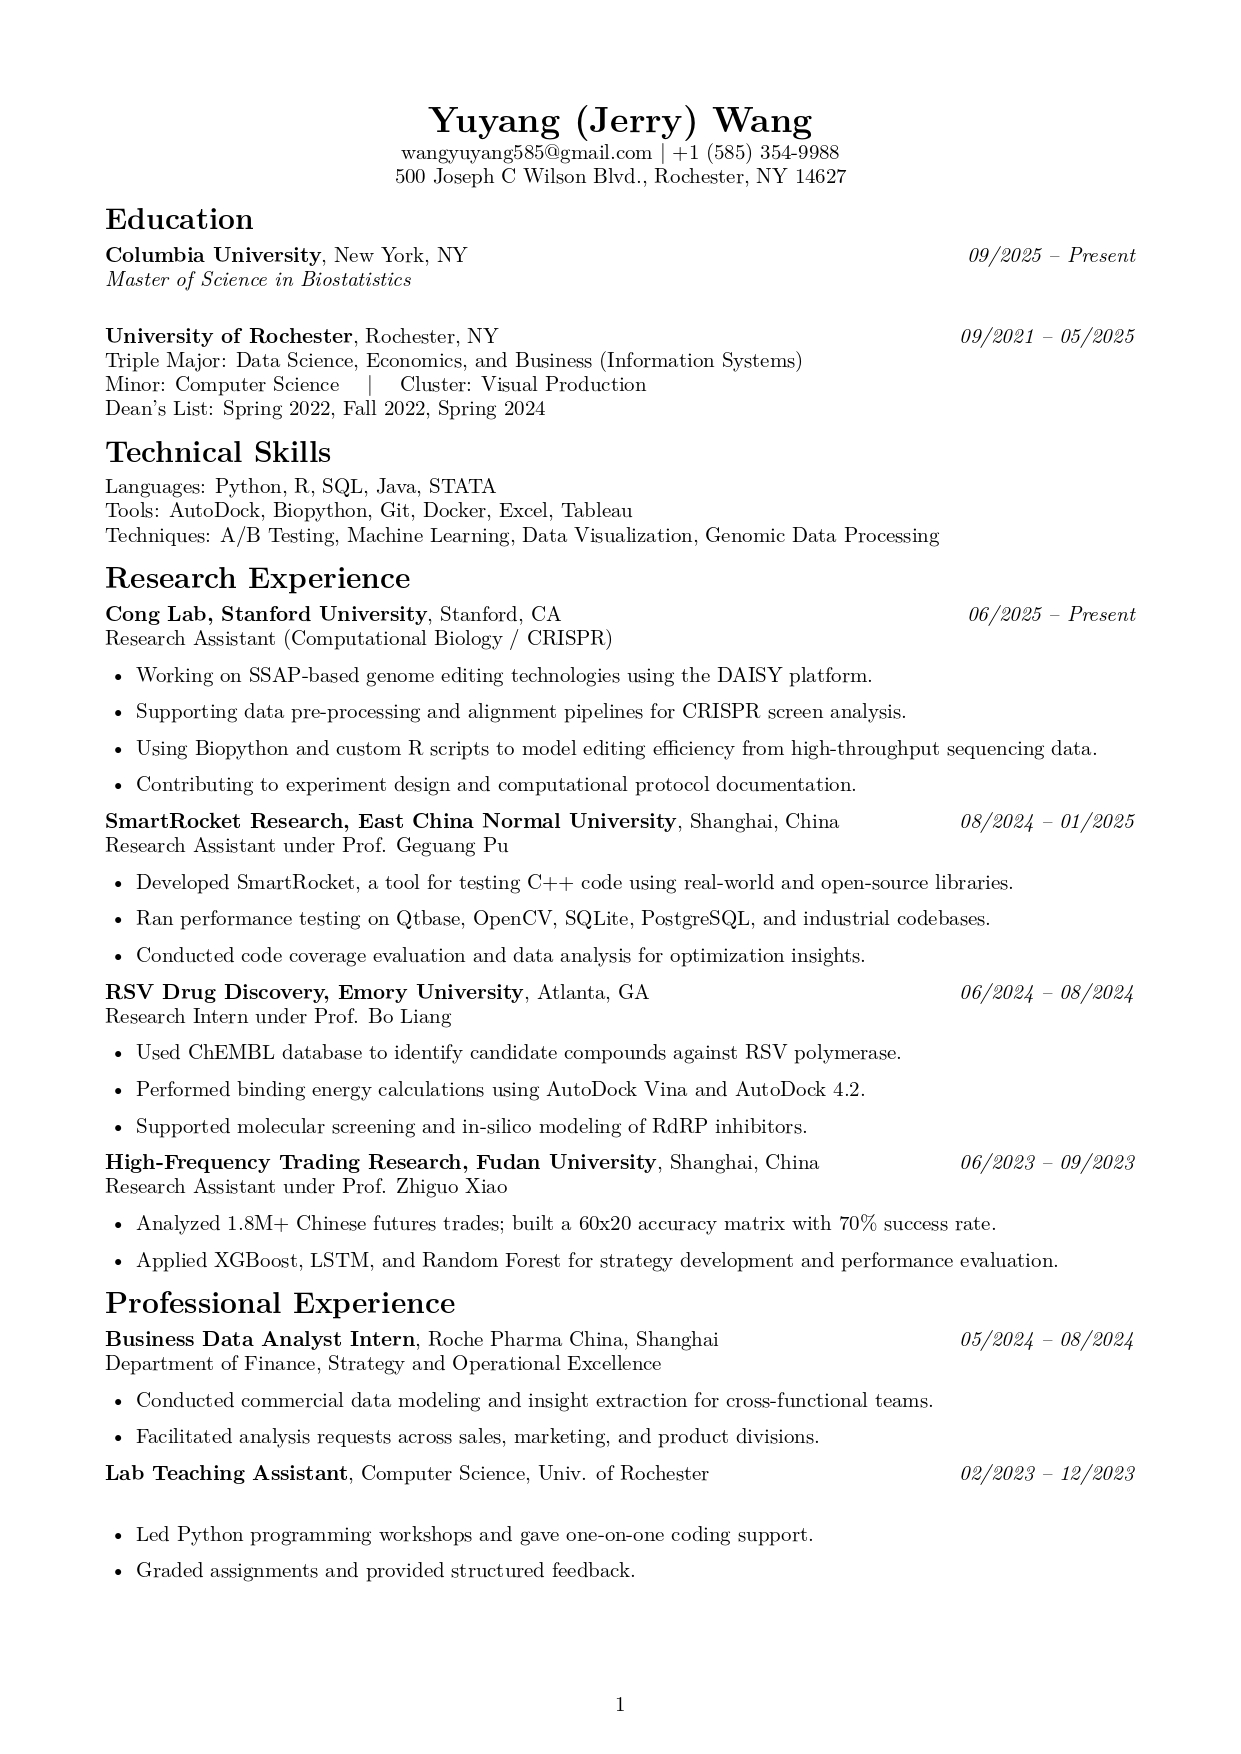 Yuyang (Jerry) Wang
wangyuyang585@gmail.com | +1 (585) 354-9988
500 Joseph C Wilson Blvd., Rochester, NY 14627
Education
Columbia University, New York, NY 09/2025 – Present
Master of Science in Biostatistics
University of Rochester, Rochester, NY 09/2021 – 05/2025
Triple Major: Data Science, Economics, and Business (Information Systems)
Minor: Computer Science | Cluster: Visual Production
Dean's List: Spring 2022, Fall 2022, Spring 2024
Technical Skills
Languages: Python, R, SQL, Java, STATA
Tools: AutoDock, Biopython, Git, Docker, Excel, Tableau
Techniques: A/B Testing, Machine Learning, Data Visualization, Genomic Data Processing
Research Experience
Cong Lab, Stanford University, Stanford, CA 06/2025 – Present
Research Assistant (Computational Biology / CRISPR)
• Working on SSAP-based genome editing technologies using the DAISY platform.
• Supporting data pre-processing and alignment pipelines for CRISPR screen analysis.
• Using Biopython and custom R scripts to model editing efficiency from high-throughput sequencing data.
• Contributing to experiment design and computational protocol documentation.
SmartRocket Research, East China Normal University, Shanghai, China 08/2024 – 01/2025
Research Assistant under Prof. Geguang Pu
• Developed SmartRocket, a tool for testing C++ code using real-world and open-source libraries.
• Ran performance testing on Qtbase, OpenCV, SQLite, PostgreSQL, and industrial codebases.
• Conducted code coverage evaluation and data analysis for optimization insights.
RSV Drug Discovery, Emory University, Atlanta, GA 06/2024 – 08/2024
Research Intern under Prof. Bo Liang
• Used ChEMBL database to identify candidate compounds against RSV polymerase.
• Performed binding energy calculations using AutoDock Vina and AutoDock 4.2.
• Supported molecular screening and in-silico modeling of RdRP inhibitors.
High-Frequency Trading Research, Fudan University, Shanghai, China 06/2023 – 09/2023
Research Assistant under Prof. Zhiguo Xiao
• Analyzed 1.8M+ Chinese futures trades; built a 60x20 accuracy matrix with 70% success rate.
• Applied XGBoost, LSTM, and Random Forest for strategy development and performance evaluation.
Professional Experience
Business Data Analyst Intern, Roche Pharma China, Shanghai 05/2024 – 08/2024
Department of Finance, Strategy and Operational Excellence
• Conducted commercial data modeling and insight extraction for cross-functional teams.
• Facilitated analysis requests across sales, marketing, and product divisions.
Lab Teaching Assistant, Computer Science, Univ. of Rochester 02/2023 – 12/2023
• Led Python programming workshops and gave one-on-one coding support.
• Graded assignments and provided structured feedback.
1